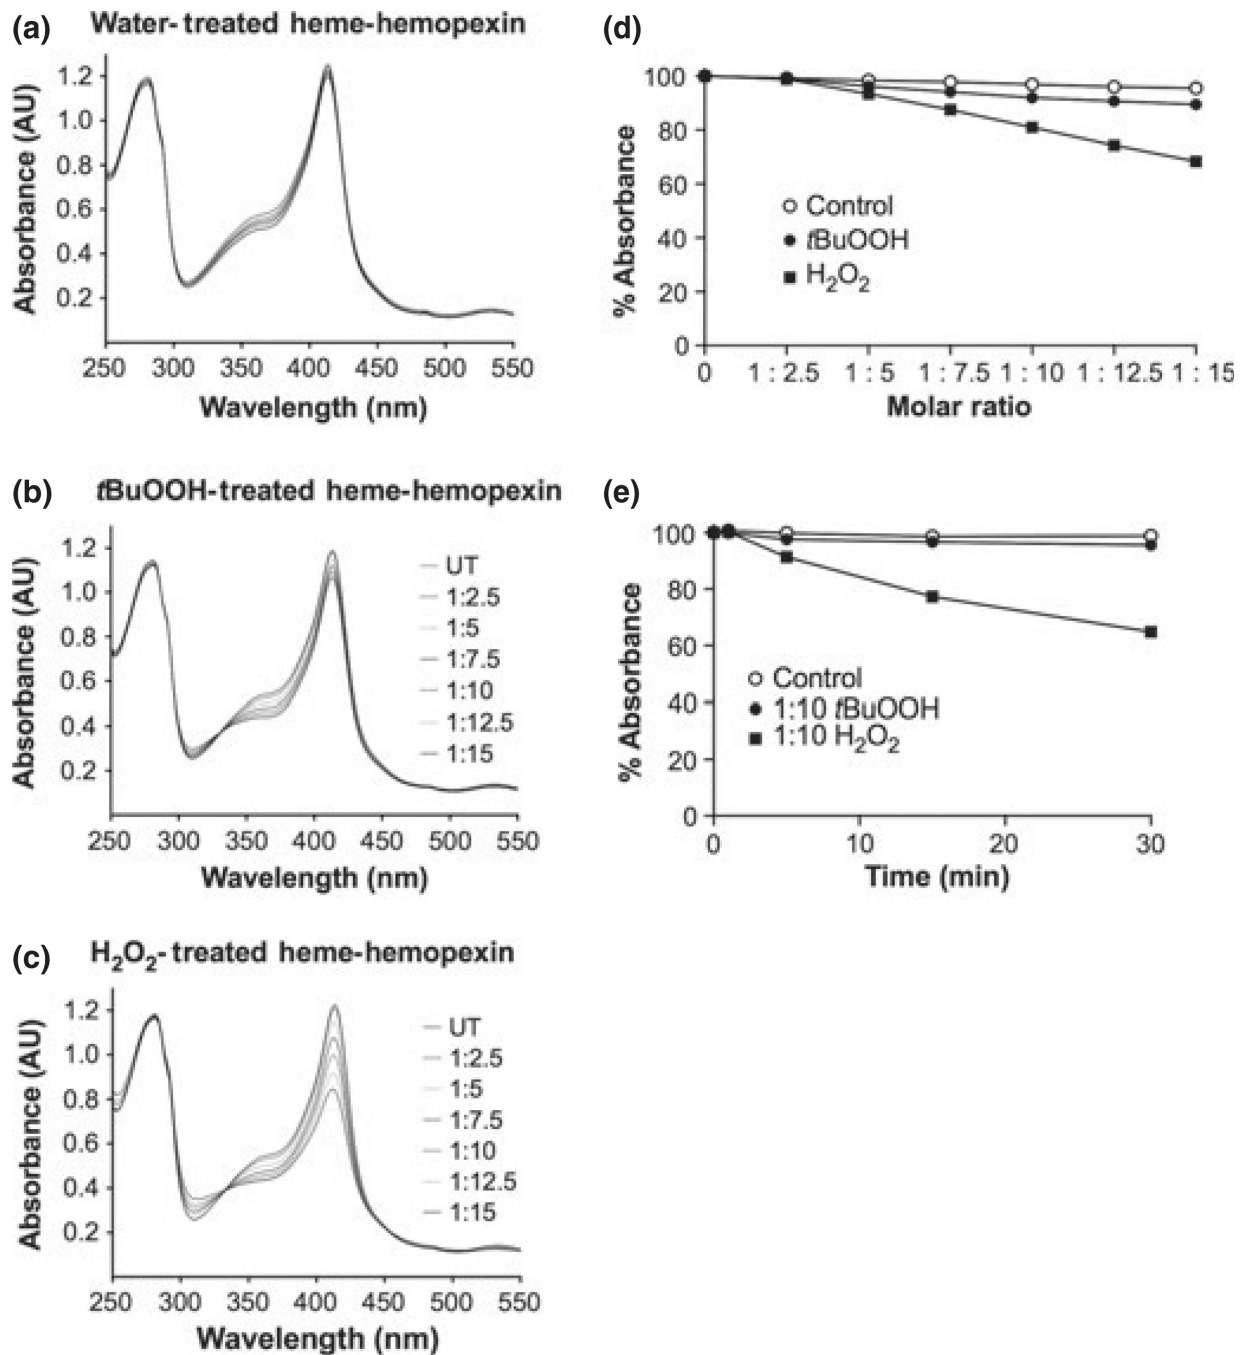 (a) Water-treated heme-hemopexin
Absorbance (AU)
1.2
1.0
0.8
0.6
0.4
0.2
250 300 350 400 450 500 550
Wavelength (nm)
(b) tBuOOH-treated heme-hemopexin
Absorbance (AU)
1.2
1.0
0.8
0.6
0.4
0.2
UT
1:2.5
1:5
1:7.5
1:10
1:12.5
1:15
250 300 350 400 450 500 550
Wavelength (nm)
(c) H₂O₂-treated heme-hemopexin
Absorbance (AU)
1.2
1.0
0.8
0.6
0.4
0.2
UT
1:2.5
1:5
1:7.5
1:10
1:12.5
1:15
250 300 350 400 450 500 550
Wavelength (nm)
(d)
% Absorbance
100
80
60
40
20
0
Control
tBuOOH
H₂O₂
0 1 : 2.5 1 : 5 1 : 7.5 1 : 10 1 : 12.5 1 : 15
Molar ratio
(e)
% Absorbance
100
80
60
40
20
0
Control
1:10 tBuOOH
1:10 H₂O₂
0 10 20 30
Time (min)